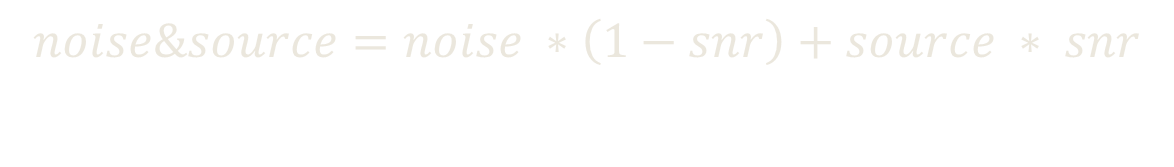 noise&source = noise * (1 − snr) + source * snr